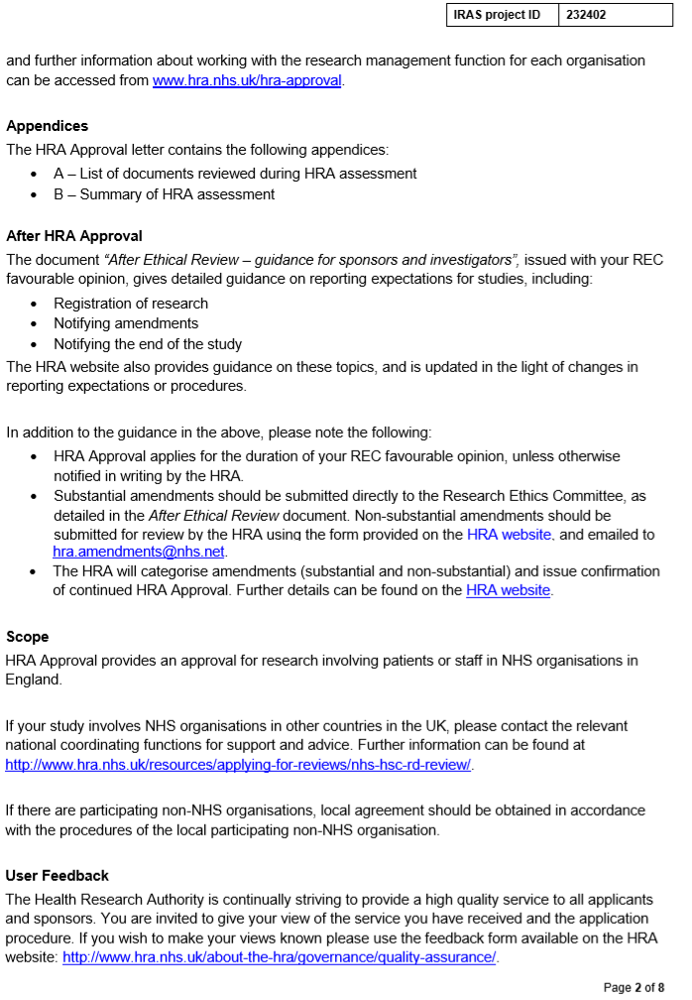 IRAS project ID 232402
and further information about working with the research management function for each organisation
can be accessed from www.hra.nhs.uk/hra-approval.
Appendices
The HRA Approval letter contains the following appendices:
• A – List of documents reviewed during HRA assessment
• B – Summary of HRA assessment
After HRA Approval
The document “After Ethical Review – guidance for sponsors and investigators”, issued with your REC
favourable opinion, gives detailed guidance on reporting expectations for studies, including:
• Registration of research
• Notifying amendments
• Notifying the end of the study
The HRA website also provides guidance on these topics, and is updated in the light of changes in
reporting expectations or procedures.
In addition to the guidance in the above, please note the following:
• HRA Approval applies for the duration of your REC favourable opinion, unless otherwise
notified in writing by the HRA.
• Substantial amendments should be submitted directly to the Research Ethics Committee, as
detailed in the After Ethical Review document. Non-substantial amendments should be
submitted for review by the HRA using the form provided on the HRA website, and emailed to
hra.amendments@nhs.net.
• The HRA will categorise amendments (substantial and non-substantial) and issue confirmation
of continued HRA Approval. Further details can be found on the HRA website.
Scope
HRA Approval provides an approval for research involving patients or staff in NHS organisations in
England.
If your study involves NHS organisations in other countries in the UK, please contact the relevant
national coordinating functions for support and advice. Further information can be found at
http://www.hra.nhs.uk/resources/applying-for-reviews/nhs-hsc-rd-review/.
If there are participating non-NHS organisations, local agreement should be obtained in accordance
with the procedures of the local participating non-NHS organisation.
User Feedback
The Health Research Authority is continually striving to provide a high quality service to all applicants
and sponsors. You are invited to give your view of the service you have received and the application
procedure. If you wish to make your views known please use the feedback form available on the HRA
website: http://www.hra.nhs.uk/about-the-hra/governance/quality-assurance/.
Page 2 of 8